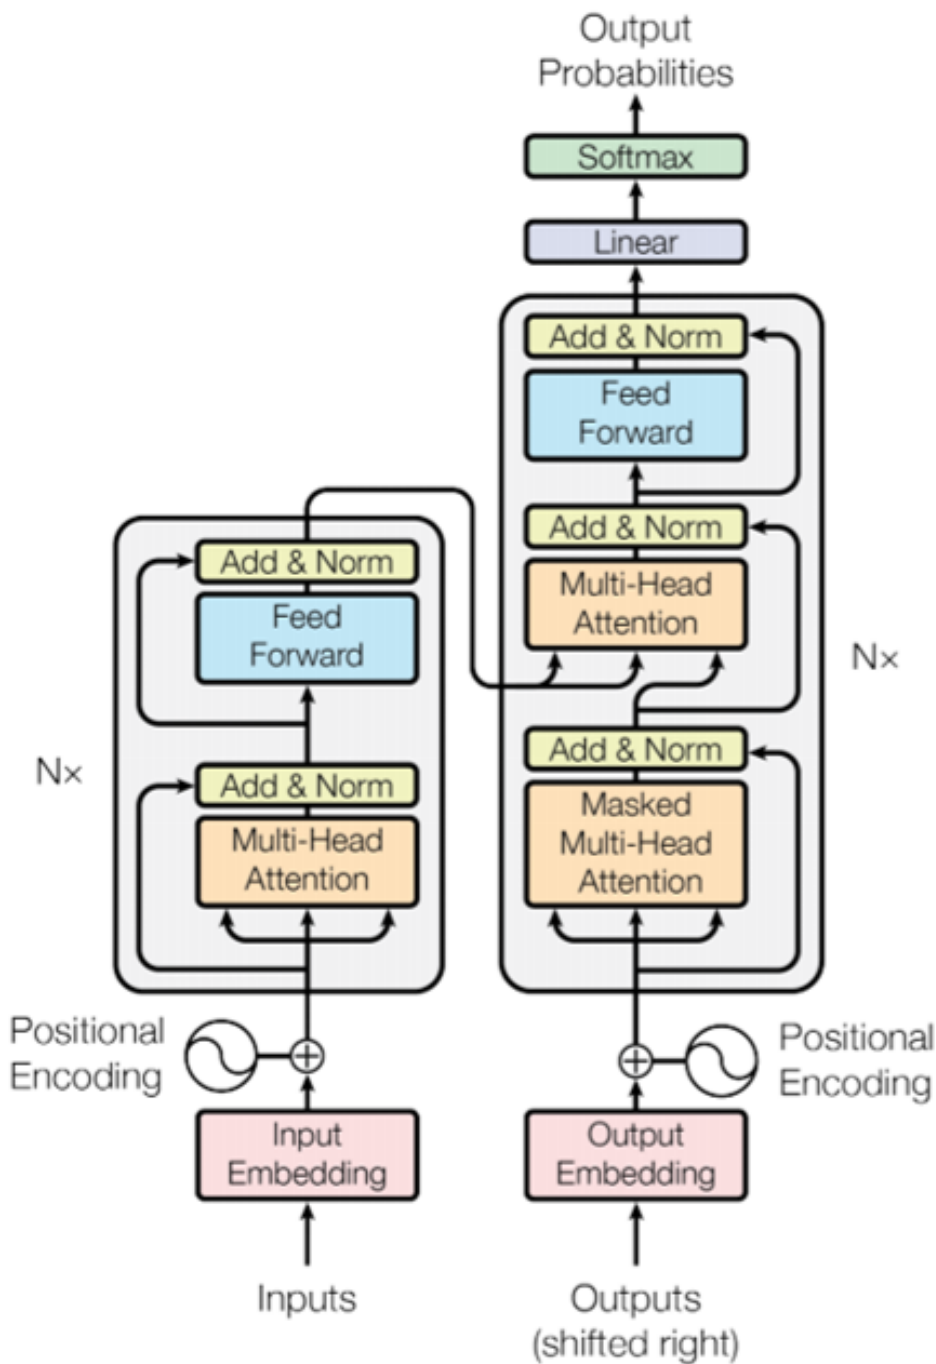 Output
Probabilities
Softmax
Linear
Add & Norm
Feed
Forward
Add & Norm
Multi-Head
Attention
Add & Norm
Masked
Multi-Head
Attention
N×
Add & Norm
Feed
Forward
Add & Norm
Multi-Head
Attention
N×
Positional
Encoding
Positional
Encoding
Input
Embedding
Output
Embedding
Inputs
Outputs
(shifted right)